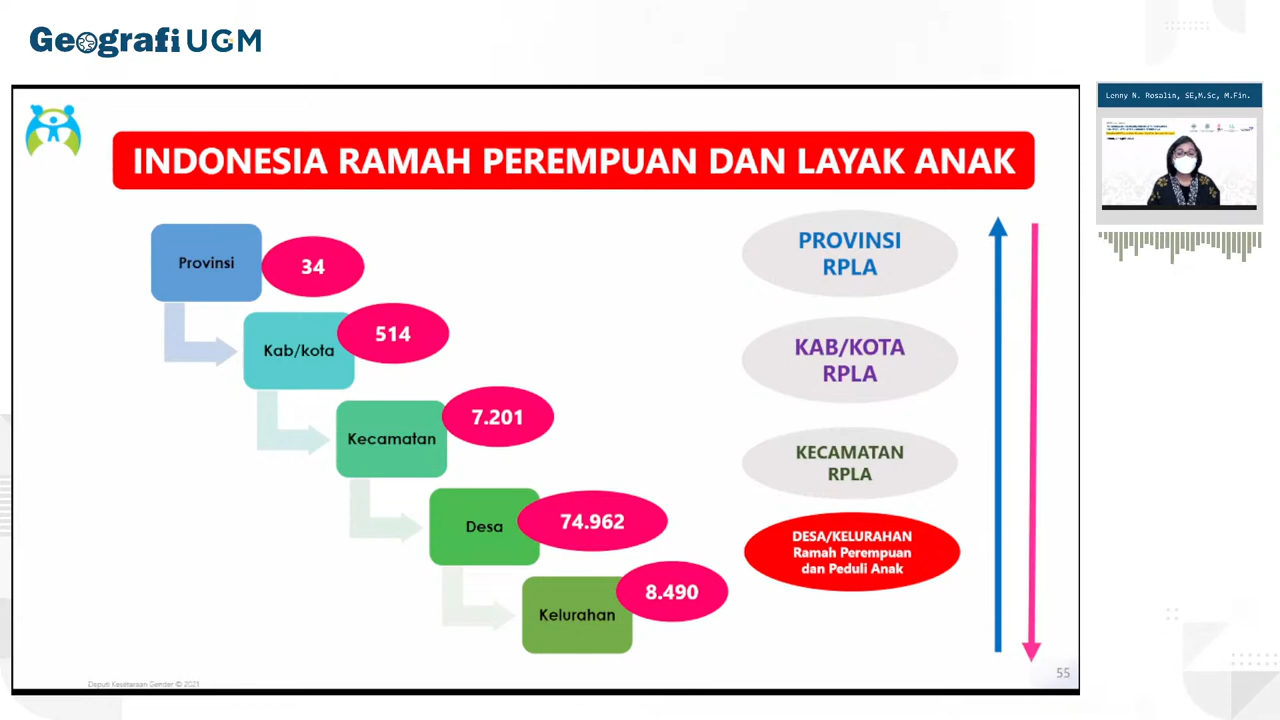 Geografi UGM
Lenny N. Rosalin, SE,M.Sc, M.Fin.
INDONESIA RAMAH PEREMPUAN DAN LAYAK ANAK
Provinsi
34
Kab/kota
514
Kecamatan
7.201
Desa
74.962
Kelurahan
8.490
PROVINSI
RPLA
KAB/KOTA
RPLA
KECAMATAN
RPLA
DESA/KELURAHAN
Ramah Perempuan
dan Peduli Anak
55
Deputi Kesetaraan Gender © 2021